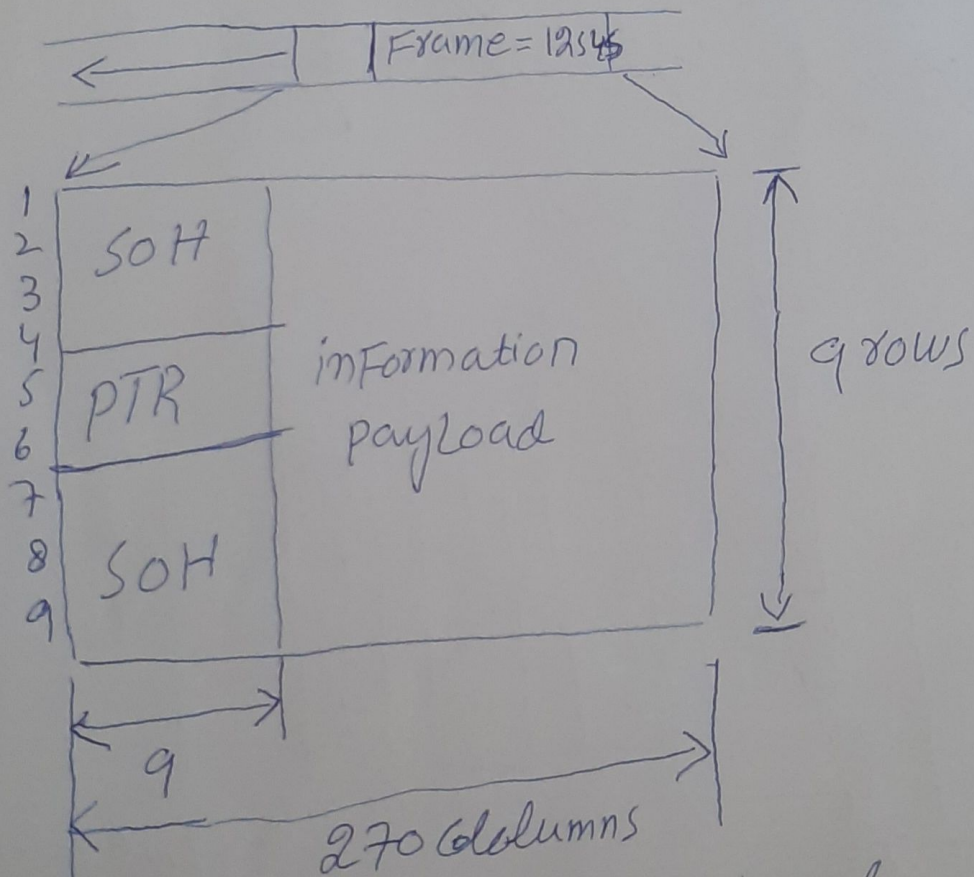 Frame = 125us
1
2
3
4
5
6
7
8
9
SOH
PTR
SOH
information
payload
9 rows
9
270 Columns